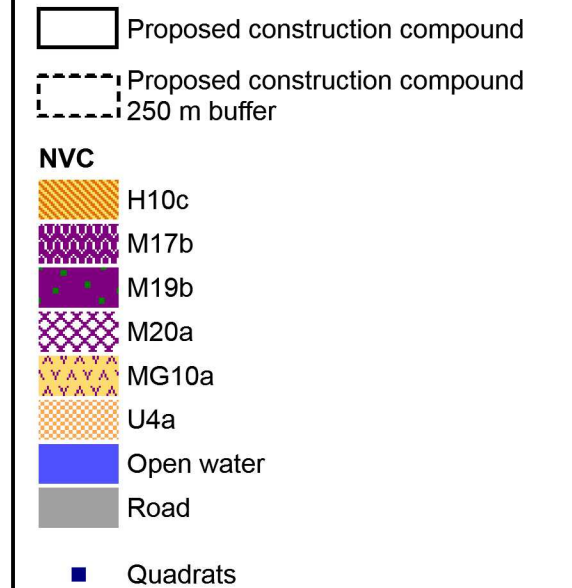 Proposed construction compound
Proposed construction compound
250 m buffer
NVC
H10c
M17b
M19b
M20a
MG10a
U4a
Open water
Road
Quadrats